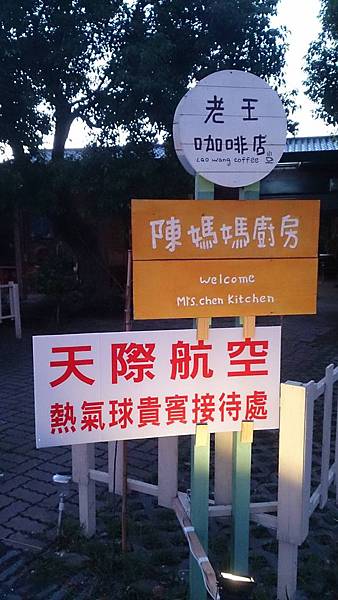 老王
咖啡店
Lao wang coffee
陳媽媽廚房
welcome
Mrs.chen Kitchen
天際航空
熱氣球貴賓接待處